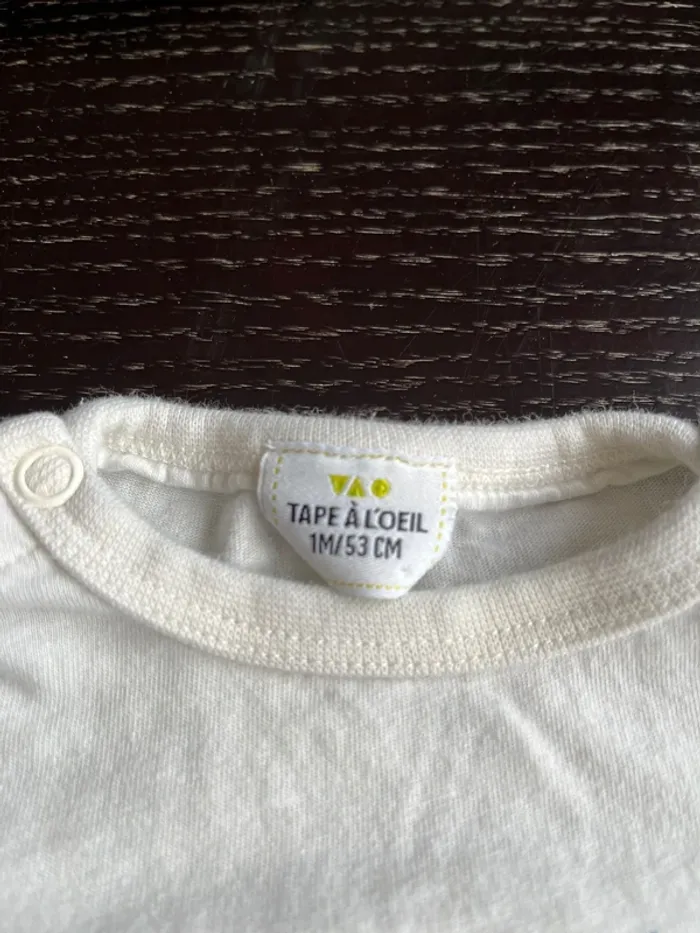 TAPE À L'OEIL
1M/53 CM